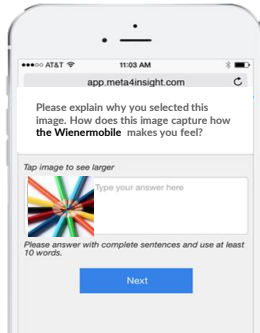 ●●●○○ AT&T 11:03 AM
app.meta4insight.com
Please explain why you selected this
image. How does this image capture how
the Wienermobile makes you feel?
Tap image to see larger
Type your answer here
Please answer with complete sentences and use at least
10 words.
Next